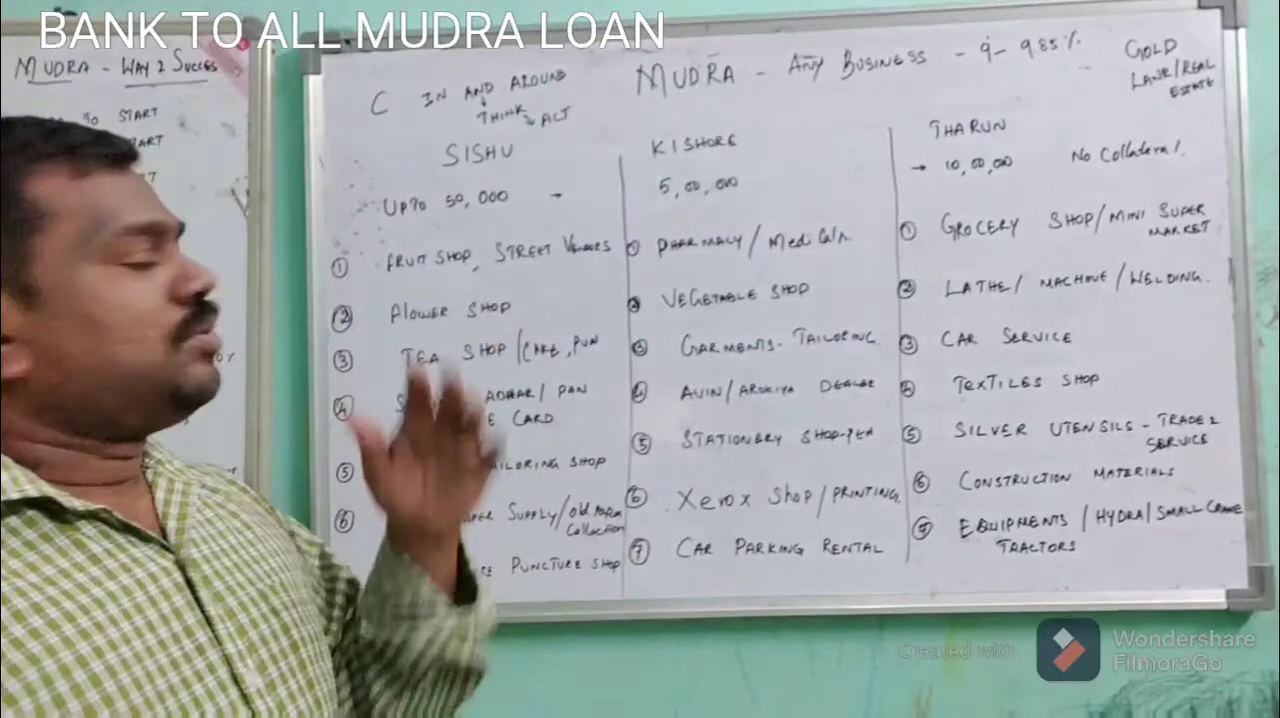 BANK TO ALL MUDRA LOAN
MUDRA - WAY 2 SUCCES
TO START
START
C IN AND AROUND
THINK
ACT
MUDRA - ANY BUSINESS - 9 - 9.85%
GOLD
LAND/REAL
ESTATE
SISHU
UPTO 50,000 -
① FRUIT SHOP, STREET VENDORS
② FLOWER SHOP
③ TEA SHOP/CAKE, PUN
④ ADHAR/ PAN
CARD
⑤ TAILORING SHOP
⑥ SUPPLY/old
Collection
PUNCTURE SHOP
KISHORE
5,00,000
① PHARMACY/
② VEGETABLE SHOP
③ GARMENTS - TAILORING
④ AVIN/AROKIYA DEALER
⑤ STATIONERY SHOP-
⑥ Xerox Shop/PRINTING
⑦ CAR PARKING RENTAL
THARUN
→ 10,00,000 No Collateral.
① GROCERY SHOP/MINI SUPER
MARKET
② LATHE/ MACHINE/WELDING.
③ CAR SERVICE
④ TEXTILES SHOP
⑤ SILVER UTENSILS - TRADE 2
SERVICE
⑥ CONSTRUCTION MATERIALS
⑦ EQUIPMENTS/HYDRA/SMALL CRANE
TRACTORS
Created with
Wondershare
FilmoraGo